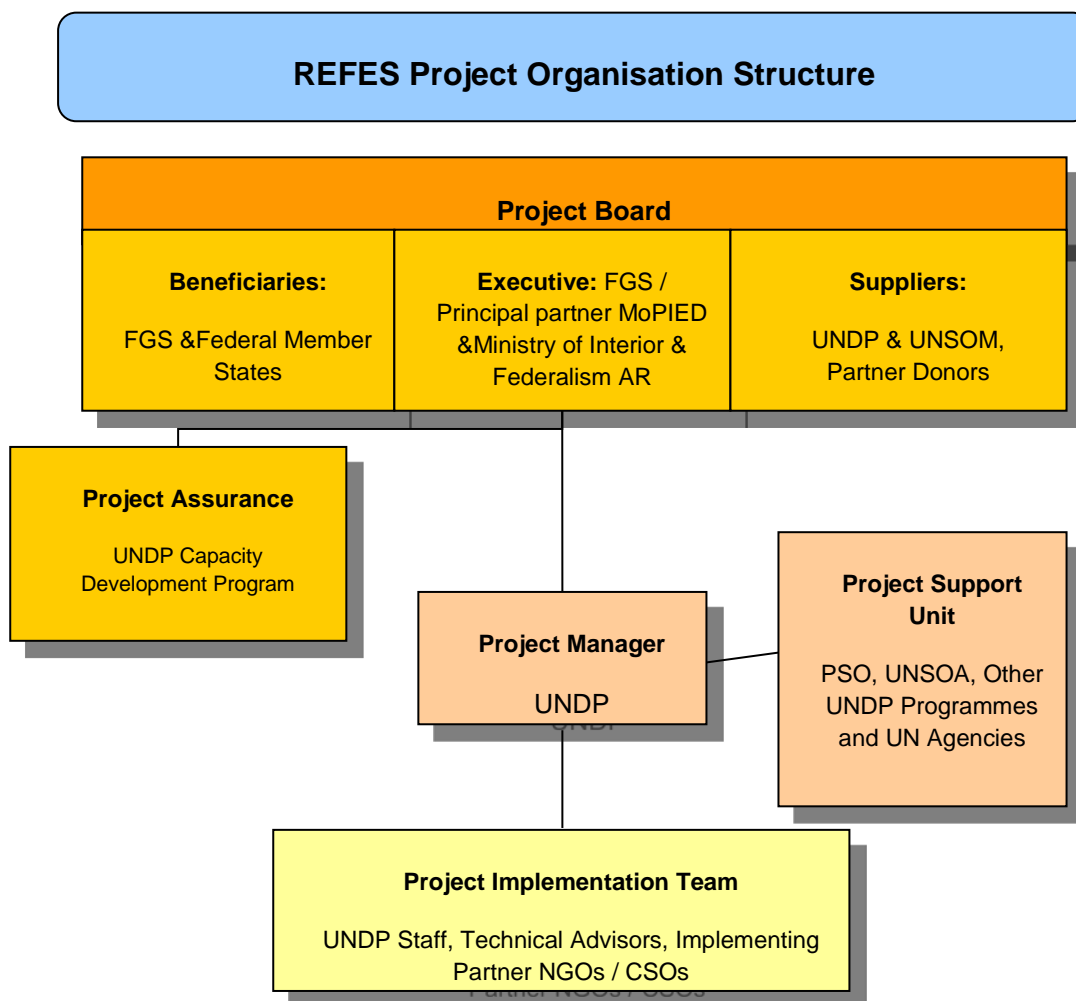 REFES Project Organisation Structure
Project Board
Beneficiaries:
FGS &Federal Member
States
Executive: FGS /
Principal partner MoPIED
&Ministry of Interior &
Federalism AR
Suppliers:
UNDP & UNSOM,
Partner Donors
Project Assurance
UNDP Capacity
Development Program
Project Manager
UNDP
Project Support
Unit
PSO, UNSOA, Other
UNDP Programmes
and UN Agencies
Project Implementation Team
UNDP Staff, Technical Advisors, Implementing
Partner NGOs / CSOs